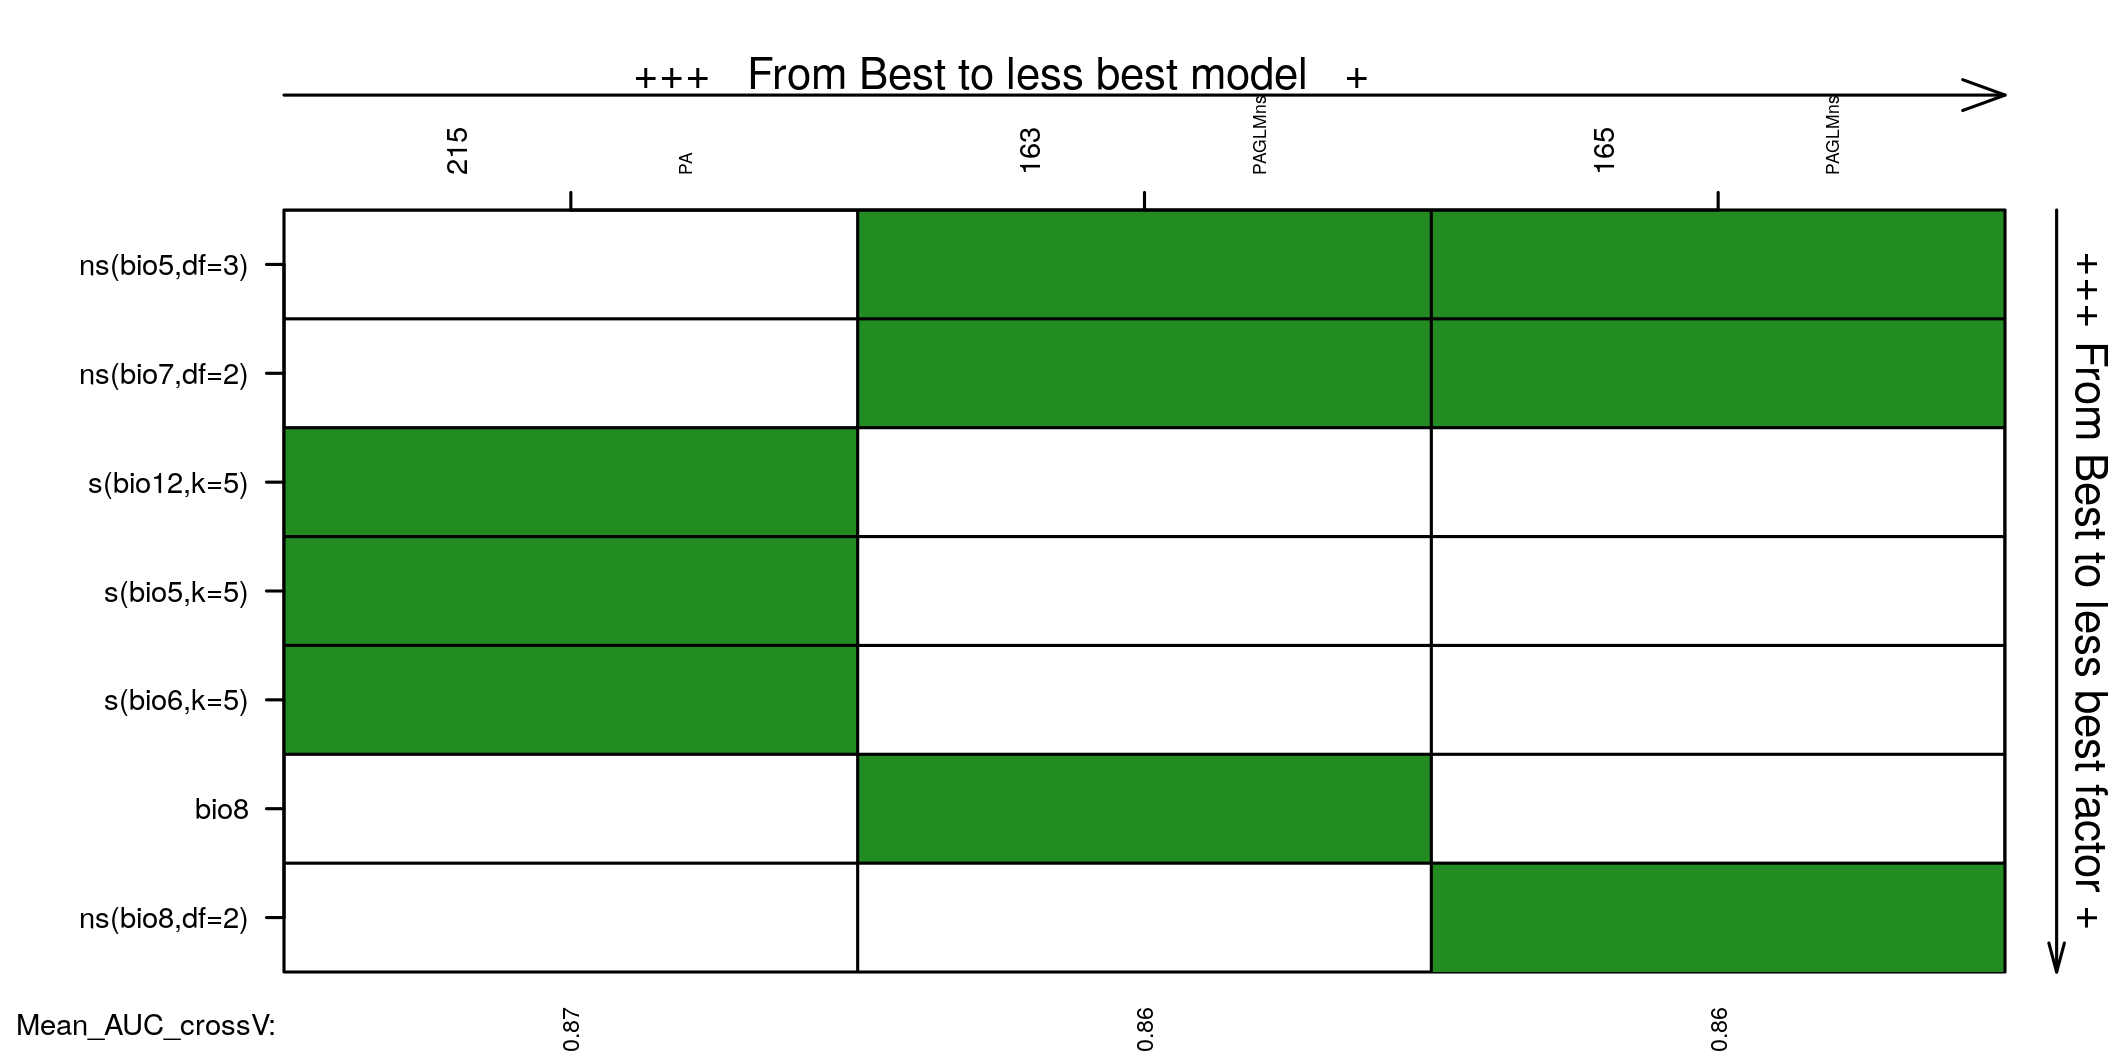 +++ From Best to less best model +
215 PA 163 PAGLMns 165 PAGLMns
ns(bio5,df=3)
ns(bio7,df=2)
s(bio12,k=5)
s(bio5,k=5)
s(bio6,k=5)
bio8
ns(bio8,df=2)
+++ From Best to less best factor +
Mean_AUC_crossV: 0.87 0.86 0.86